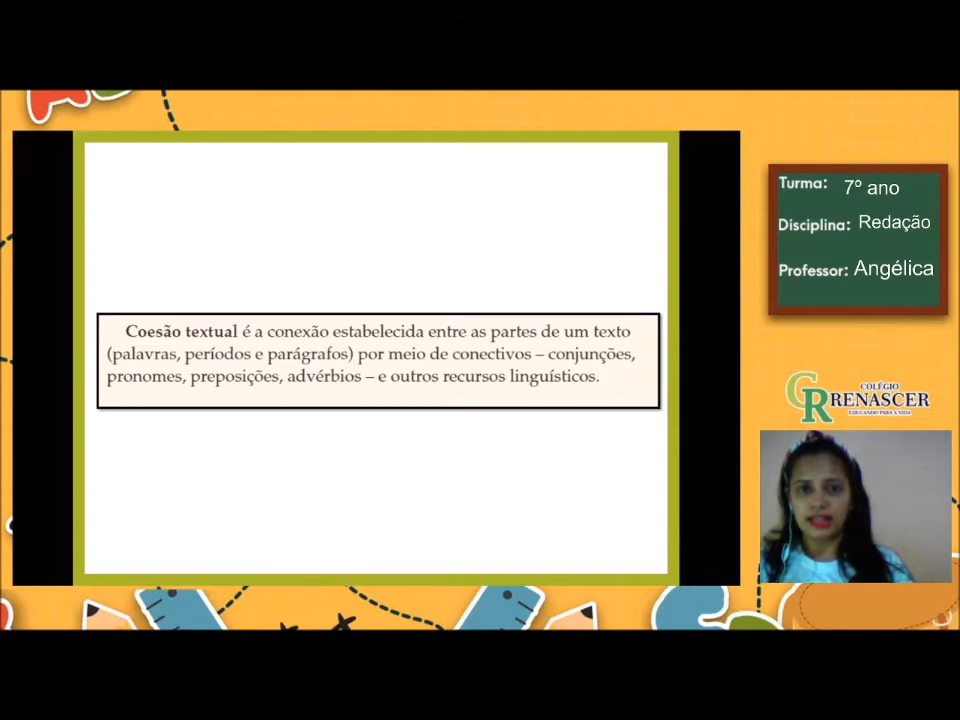 Coesão textual é a conexão estabelecida entre as partes de um texto
(palavras, períodos e parágrafos) por meio de conectivos – conjunções,
pronomes, preposições, advérbios – e outros recursos linguísticos.
Turma: 7º ano
Disciplina: Redação
Professor: Angélica
CR COLÉGIO
RENASCER
EDUCANDO PARA A VIDA